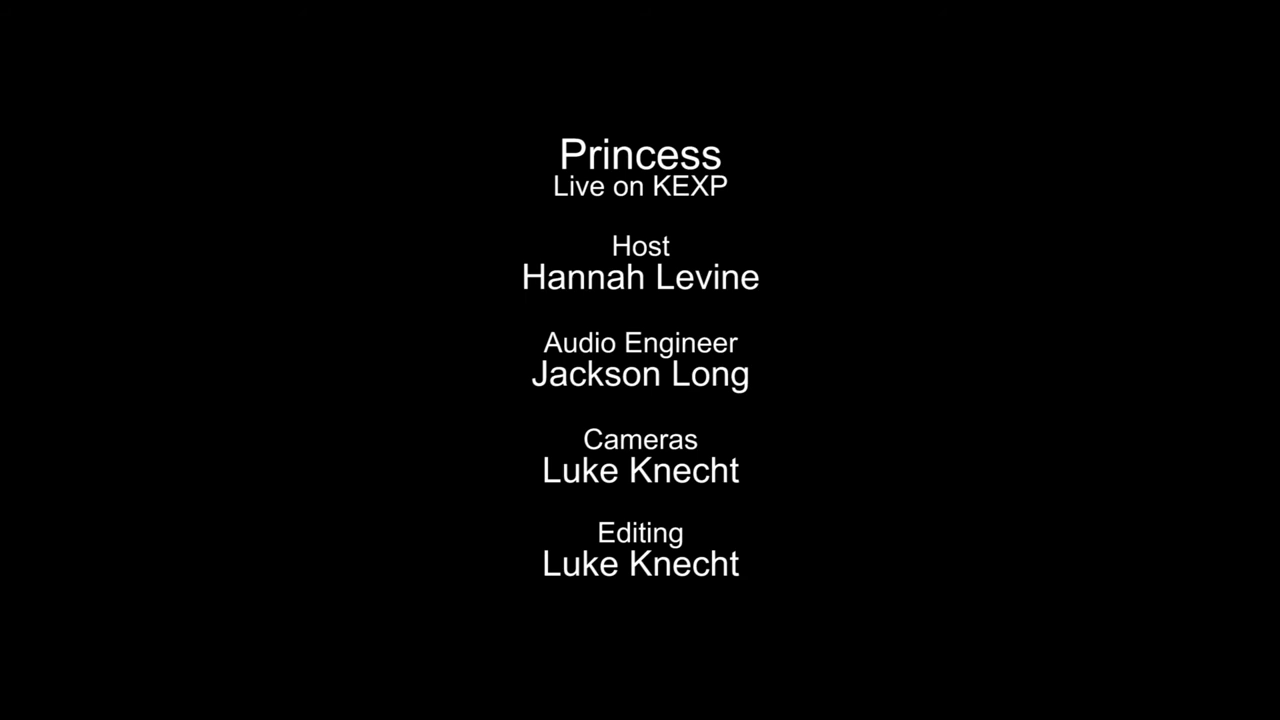 Princess
Live on KEXP
Host
Hannah Levine
Audio Engineer
Jackson Long
Cameras
Luke Knecht
Editing
Luke Knecht